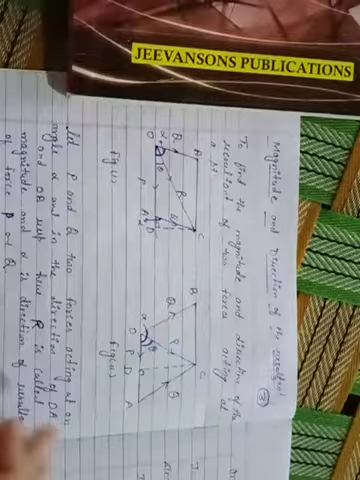 JEEVANSONS PUBLICATIONS
Magnitude and Direction of the resultant
3
To find the magnitude and direction of the
resultant of two forces acting at
a pt.
B
C
Q
α
θ
O
P
A
D
R
fig (i)
B
C
Q
α
θ
O
P
D
A
R
fig (ii)
Let P and Q two forces acting at an
angle α and in the direction of OA
and OB resp. then R is called
magnitude and α is direction of
of force P and Q.